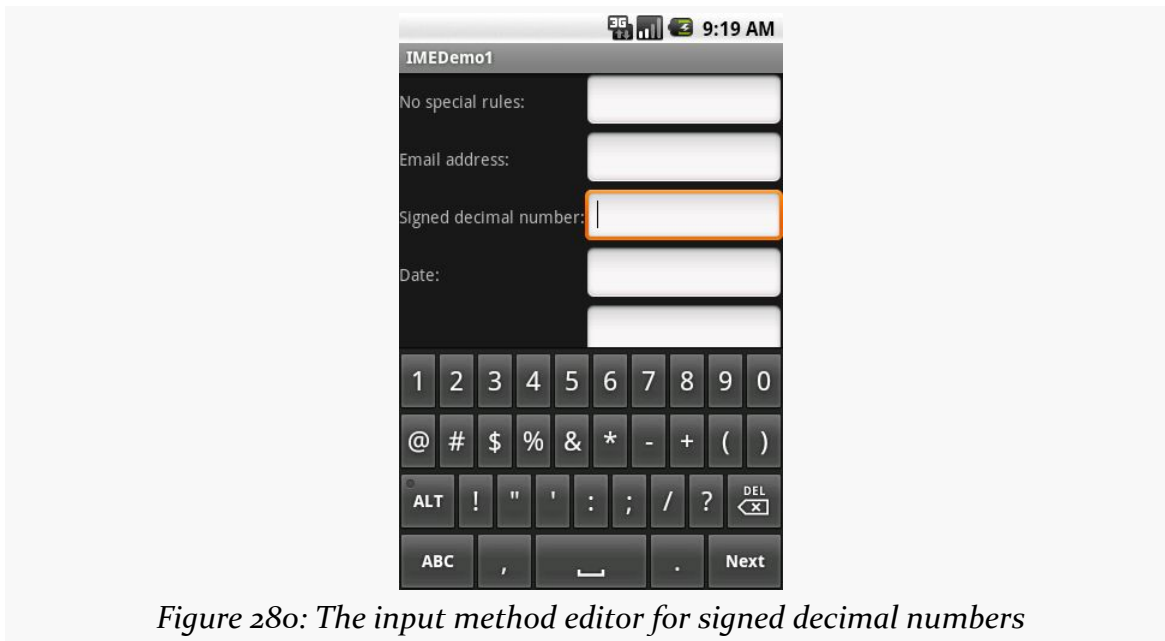 3G 9:19 AM
IMEDemo1
No special rules:
Email address:
Signed decimal number:
Date:
1 2 3 4 5 6 7 8 9 0
@ # $ % & * - + ( )
ALT ! " ' : ; / ? DEL
ABC , . Next
Figure 280: The input method editor for signed decimal numbers